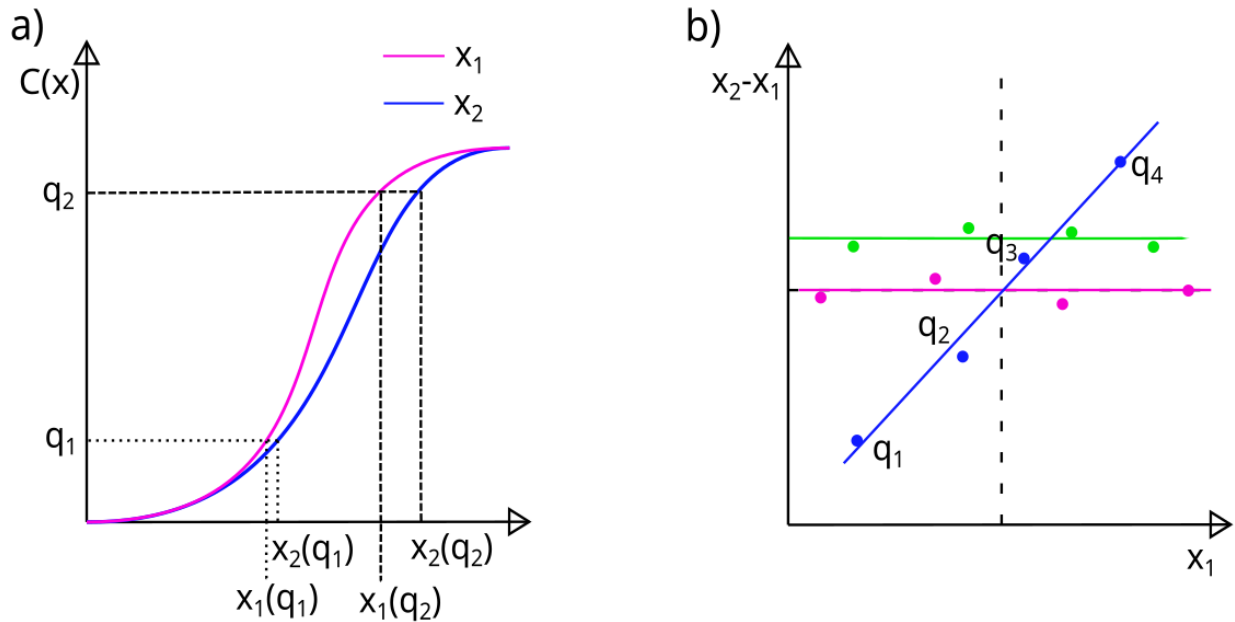 a)
C(x)
x₁
x₂
q₂
q₁
x₂(q₁)
x₂(q₂)
x₁(q₁)
x₁(q₂)
b)
x₂-x₁
q₄
q₃
q₂
q₁
x₁